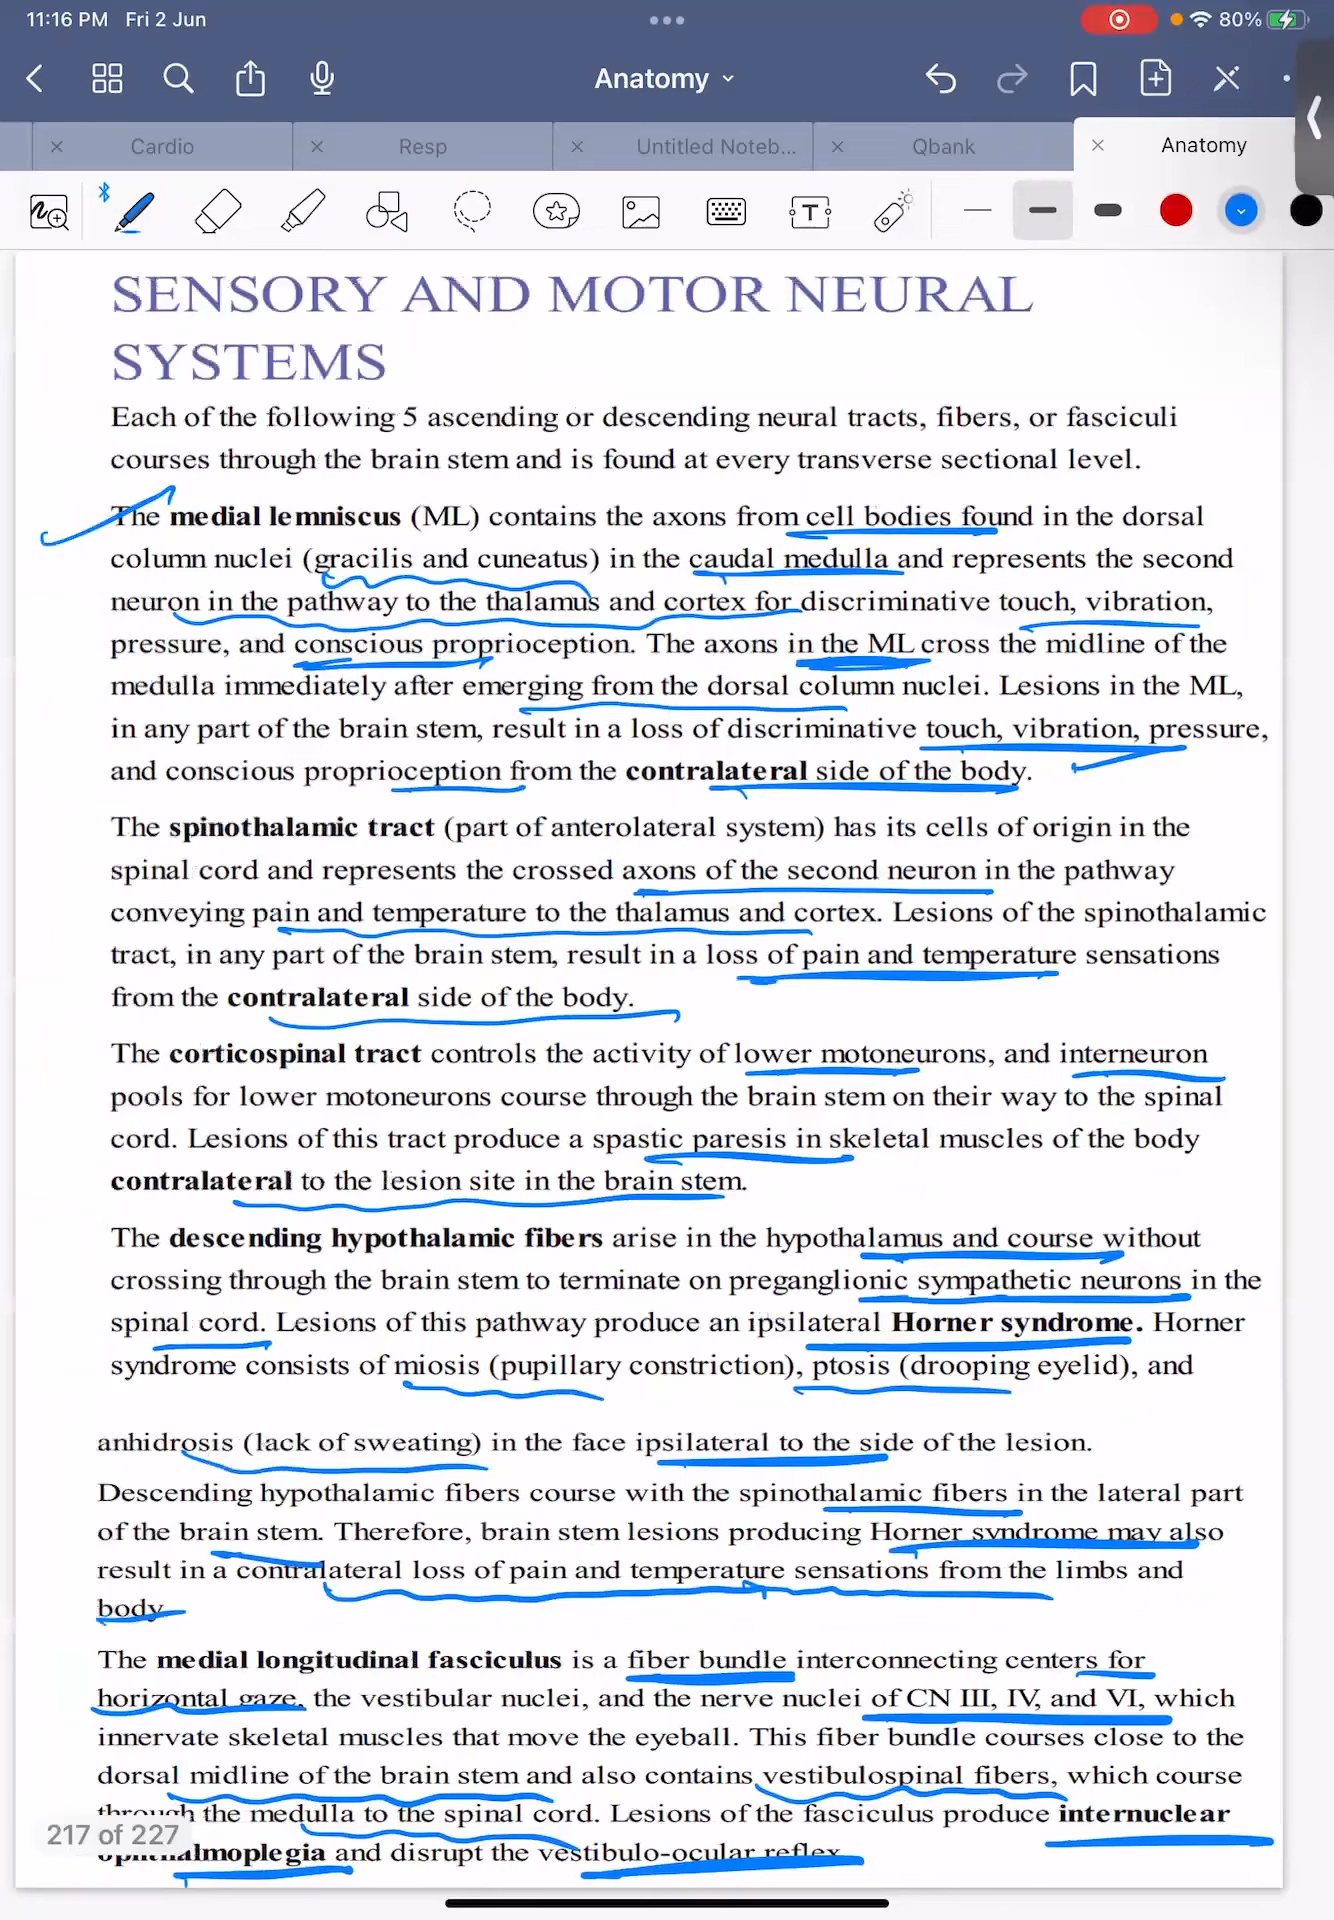 11:16 PM Fri 2 Jun
80%
Anatomy
Cardio
Resp
Untitled Noteb...
Qbank
Anatomy
T
SENSORY AND MOTOR NEURAL
SYSTEMS
Each of the following 5 ascending or descending neural tracts, fibers, or fasciculi
courses through the brain stem and is found at every transverse sectional level.
The medial lemniscus (ML) contains the axons from cell bodies found in the dorsal
column nuclei (gracilis and cuneatus) in the caudal medulla and represents the second
neuron in the pathway to the thalamus and cortex for discriminative touch, vibration,
pressure, and conscious proprioception. The axons in the ML cross the midline of the
medulla immediately after emerging from the dorsal column nuclei. Lesions in the ML,
in any part of the brain stem, result in a loss of discriminative touch, vibration, pressure,
and conscious proprioception from the contralateral side of the body.
The spinothalamic tract (part of anterolateral system) has its cells of origin in the
spinal cord and represents the crossed axons of the second neuron in the pathway
conveying pain and temperature to the thalamus and cortex. Lesions of the spinothalamic
tract, in any part of the brain stem, result in a loss of pain and temperature sensations
from the contralateral side of the body.
The corticospinal tract controls the activity of lower motoneurons, and interneuron
pools for lower motoneurons course through the brain stem on their way to the spinal
cord. Lesions of this tract produce a spastic paresis in skeletal muscles of the body
contralateral to the lesion site in the brain stem.
The descending hypothalamic fibers arise in the hypothalamus and course without
crossing through the brain stem to terminate on preganglionic sympathetic neurons in the
spinal cord. Lesions of this pathway produce an ipsilateral Horner syndrome. Horner
syndrome consists of miosis (pupillary constriction), ptosis (drooping eyelid), and
anhidrosis (lack of sweating) in the face ipsilateral to the side of the lesion.
Descending hypothalamic fibers course with the spinothalamic fibers in the lateral part
of the brain stem. Therefore, brain stem lesions producing Horner syndrome may also
result in a contralateral loss of pain and temperature sensations from the limbs and
body.
The medial longitudinal fasciculus is a fiber bundle interconnecting centers for
horizontal gaze, the vestibular nuclei, and the nerve nuclei of CN III, IV, and VI, which
innervate skeletal muscles that move the eyeball. This fiber bundle courses close to the
dorsal midline of the brain stem and also contains vestibulospinal fibers, which course
through the medulla to the spinal cord. Lesions of the fasciculus produce internuclear
ophthalmoplegia and disrupt the vestibulo-ocular reflex.
217 of 227